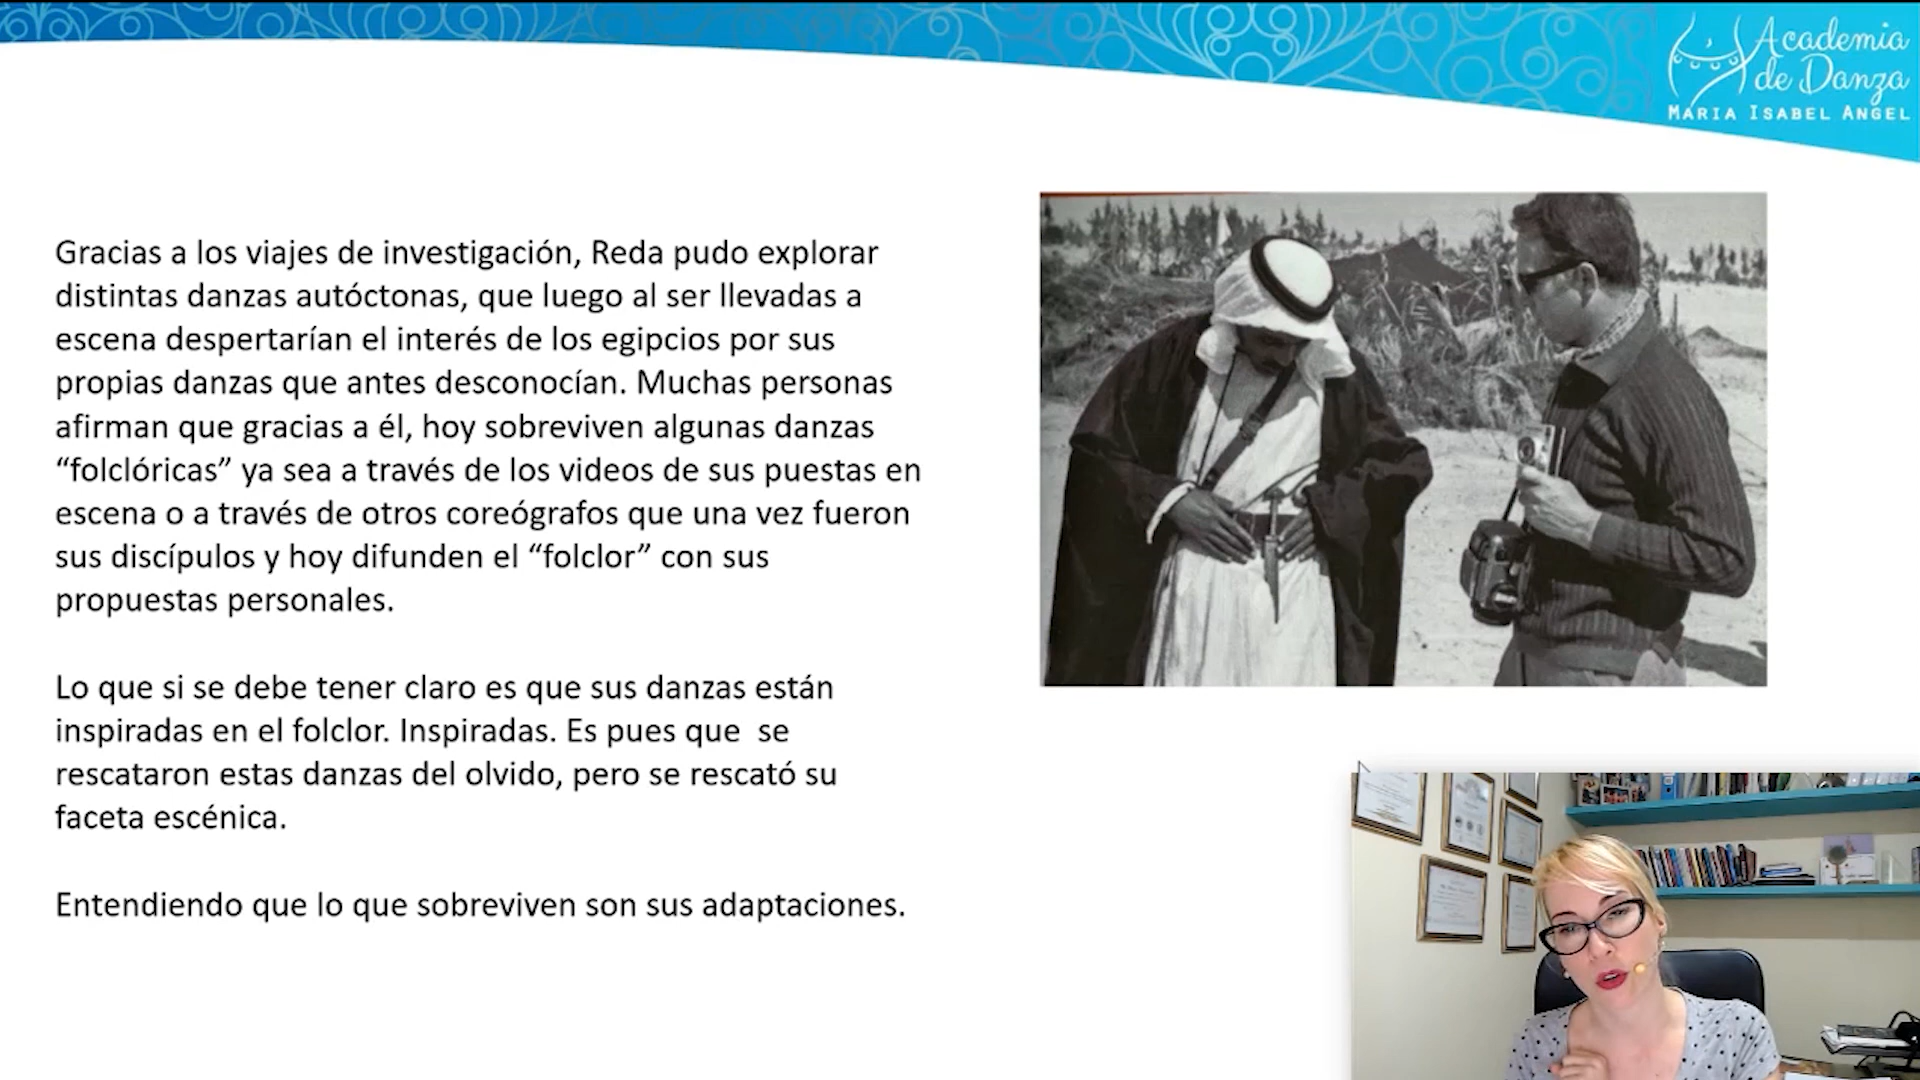 Academia
de Danza
MARIA ISABEL ANGEL
Gracias a los viajes de investigación, Reda pudo explorar
distintas danzas autóctonas, que luego al ser llevadas a
escena despertarían el interés de los egipcios por sus
propias danzas que antes desconocían. Muchas personas
afirman que gracias a él, hoy sobreviven algunas danzas
“folclóricas” ya sea a través de los videos de sus puestas en
escena o a través de otros coreógrafos que una vez fueron
sus discípulos y hoy difunden el “folclor” con sus
propuestas personales.
Lo que si se debe tener claro es que sus danzas están
inspiradas en el folclor. Inspiradas. Es pues que  se
rescataron estas danzas del olvido, pero se rescató su
faceta escénica.
Entendiendo que lo que sobreviven son sus adaptaciones.